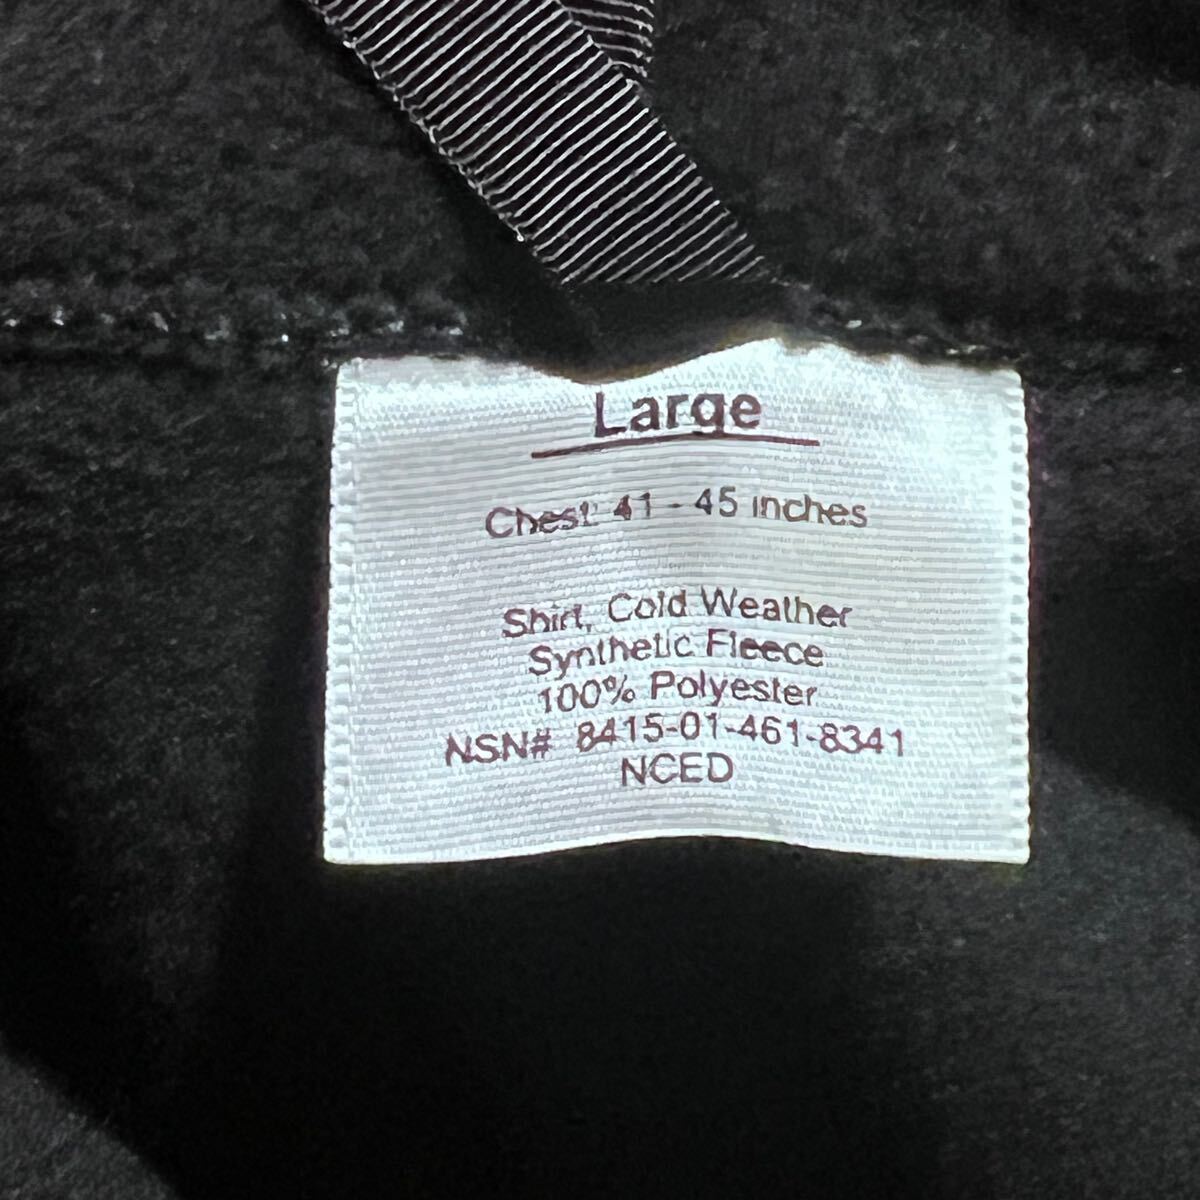 Large
Chest: 41 - 45 inches
Shirt, Cold Weather
Synthetic Fleece
100% Polyester
NSN# 8415-01-461-8341
NCED